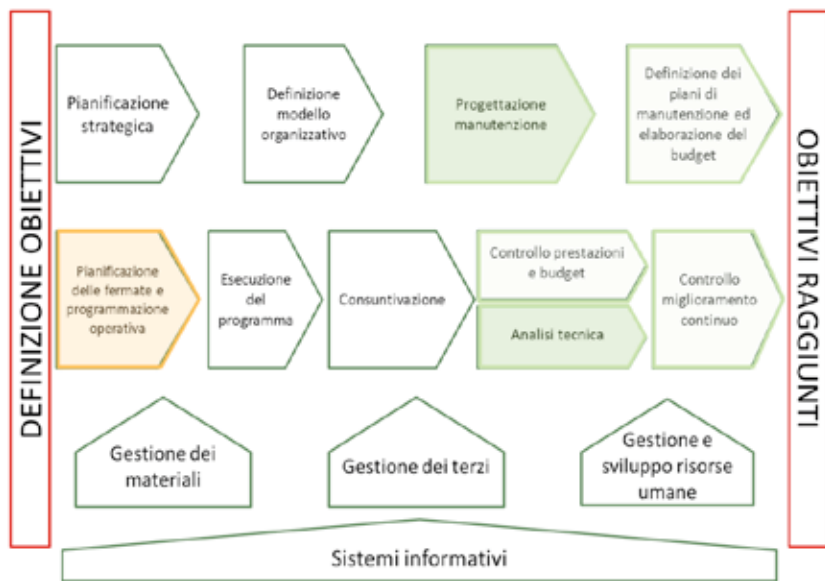 DEFINIZIONE OBIETTIVI
Pianificazione
strategica
Definizione
modello
organizzativo
Progettazione
manutenzione
Definizione dei
piani di
manutenzione ed
elaborazione del
budget
Pianificazione
delle fermate e
programmazione
operativa
Esecuzione
del
programma
Consuntivazione
Controllo prestazioni
e budget
Analisi tecnica
Controllo
miglioramento
continuo
Gestione dei
materiali
Gestione dei terzi
Gestione e
sviluppo risorse
umane
Sistemi informativi
OBIETTIVI RAGGIUNTI